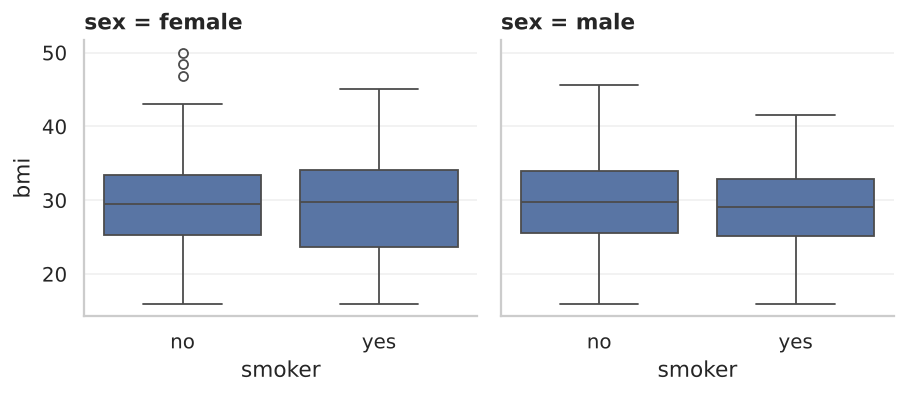 sex = female
sex = male
50
40
30
20
bmi
no
yes
no
yes
smoker
smoker